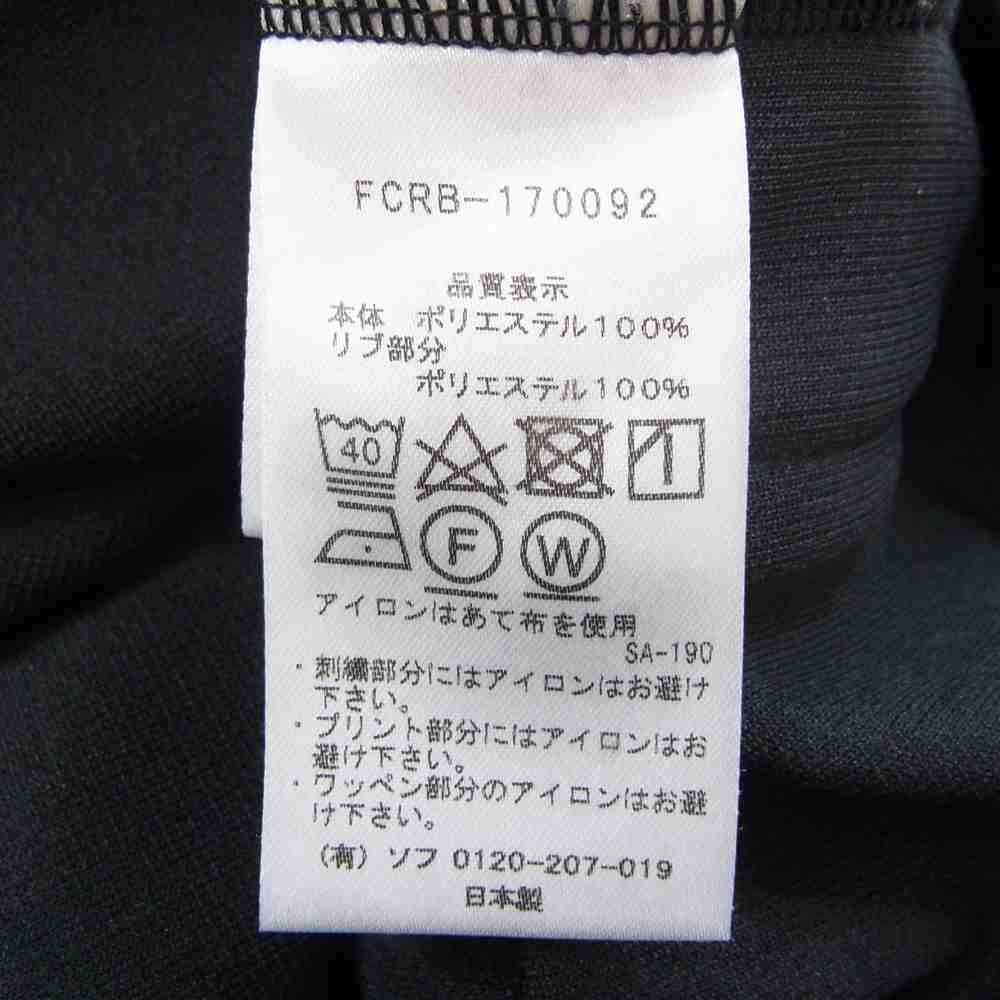 FCRB-170092
品質表示
本体 ポリエステル100%
リブ部分
ポリエステル100%
40
F W
アイロンはあて布を使用
SA-190
・刺繍部分にはアイロンはお避け
下さい。
・プリント部分にはアイロンはお
避け下さい。
・ワッペン部分のアイロンはお避
け下さい。
(有) ソフ 0120-207-019
日本製